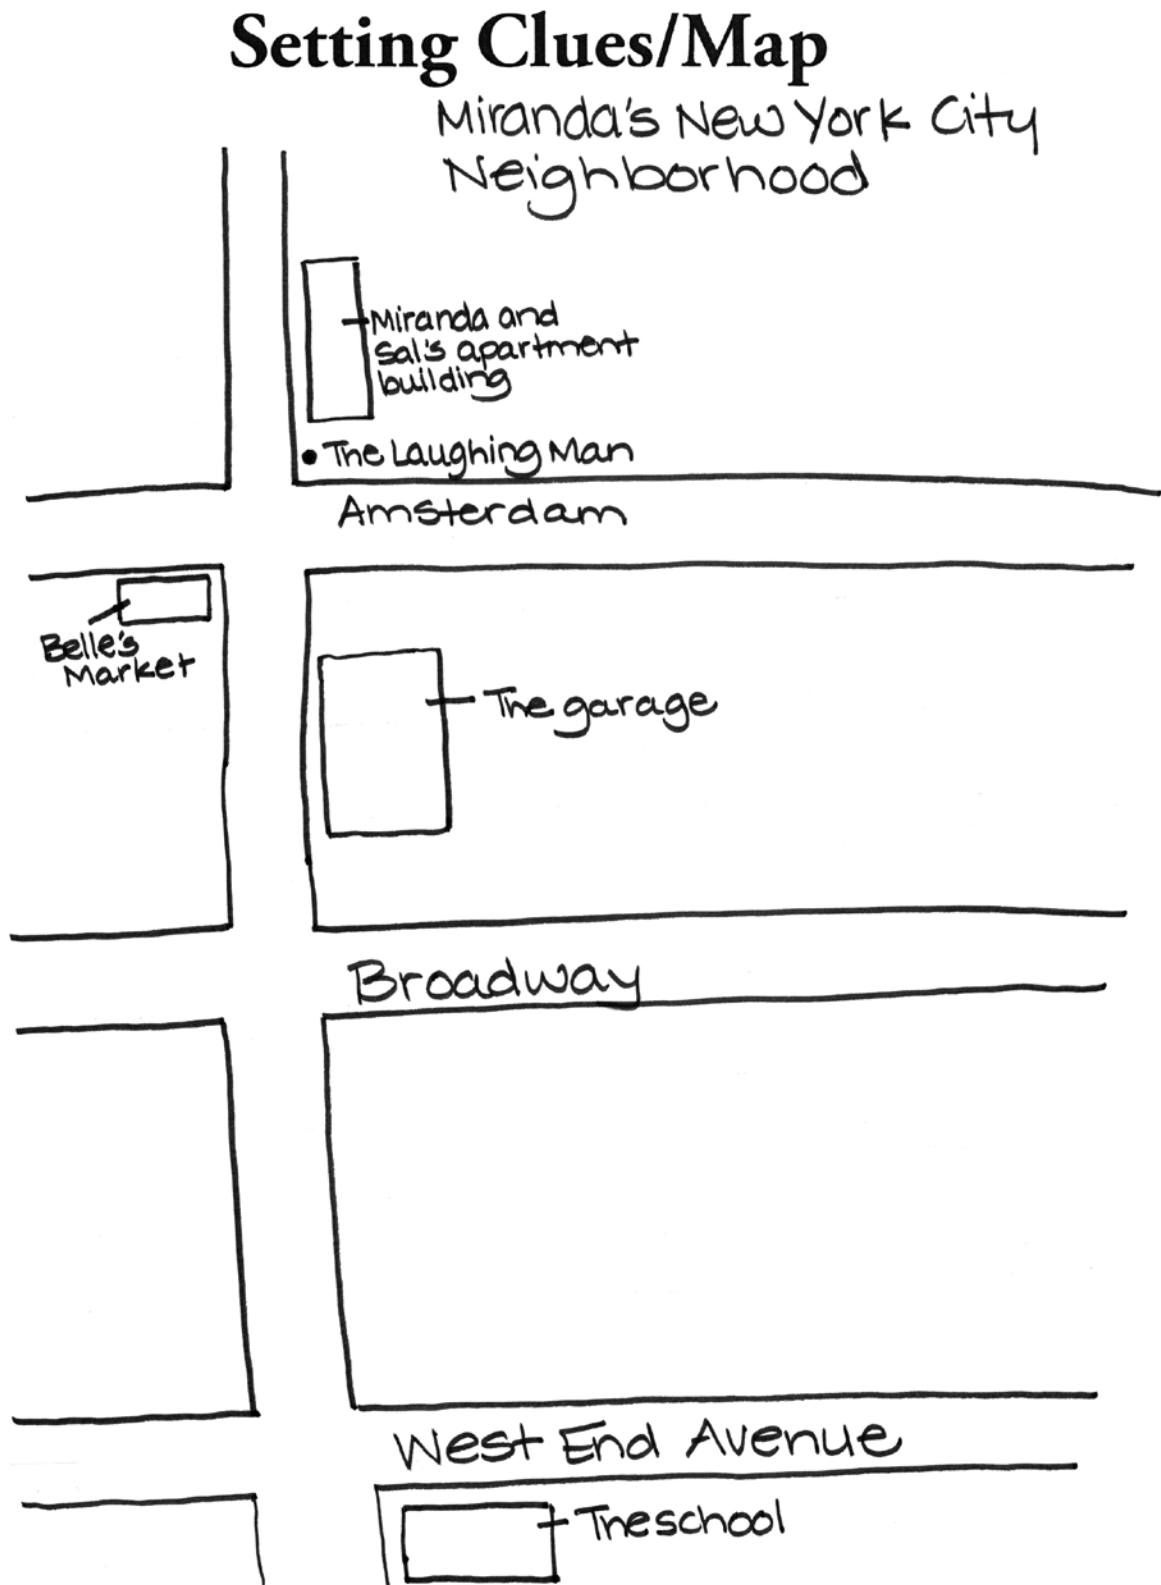 Setting Clues/Map
Miranda's New York City
Neighborhood
Miranda and
Sal's apartment
building
The Laughing Man
Amsterdam
Belle's
Market
The garage
Broadway
West End Avenue
The school